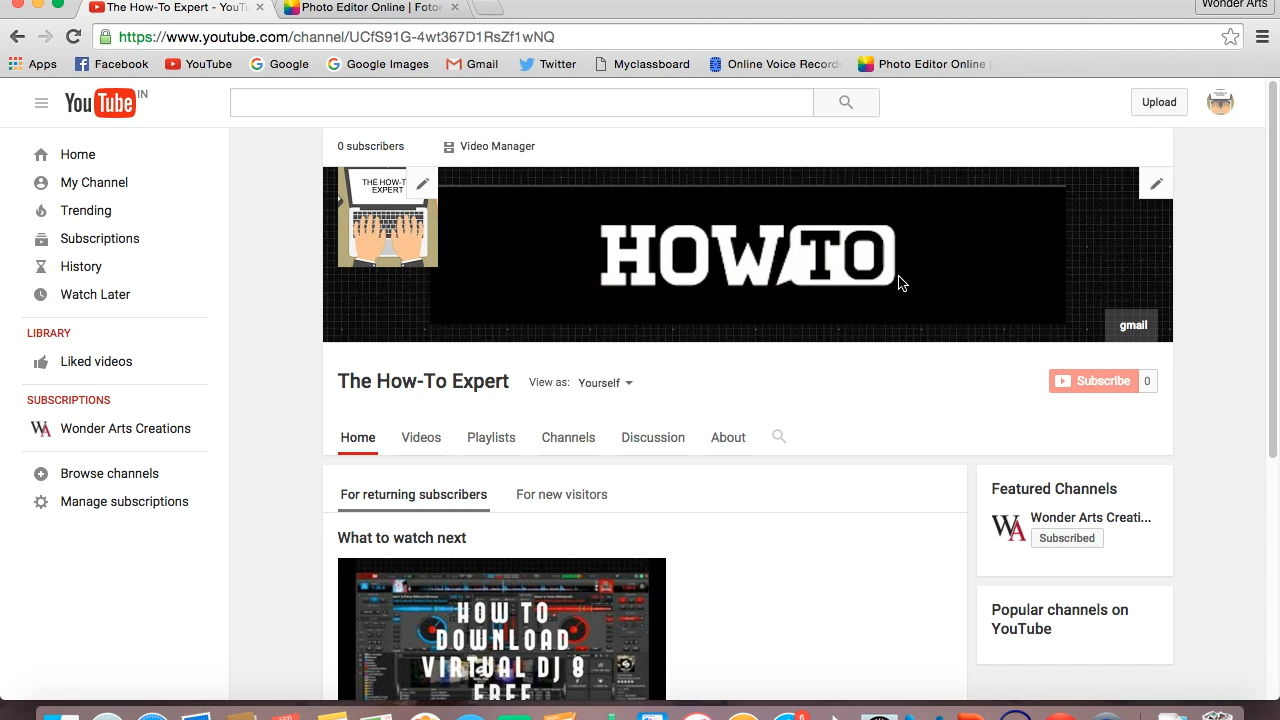 The How-To Expert - YouTu
Photo Editor Online | Fotor
Wonder Arts
https://www.youtube.com/channel/UCfS91G-4wt367D1RsZf1wNQ
Apps
Facebook
YouTube
Google
Google Images
Gmail
Twitter
Myclassboard
Online Voice Record
Photo Editor Online
YouTube IN
Upload
Home
My Channel
Trending
Subscriptions
History
Watch Later
LIBRARY
Liked videos
SUBSCRIPTIONS
WA Wonder Arts Creations
Browse channels
Manage subscriptions
0 subscribers
Video Manager
THE HOW-T
EXPERT
HOW TO
gmail
The How-To Expert
View as: Yourself
Subscribe 0
Home
Videos
Playlists
Channels
Discussion
About
For returning subscribers
For new visitors
What to watch next
HOW TO
DOWNLOAD
VIRTUAL DJ 8
FREE
Featured Channels
WA Wonder Arts Creati...
Subscribed
Popular channels on
YouTube